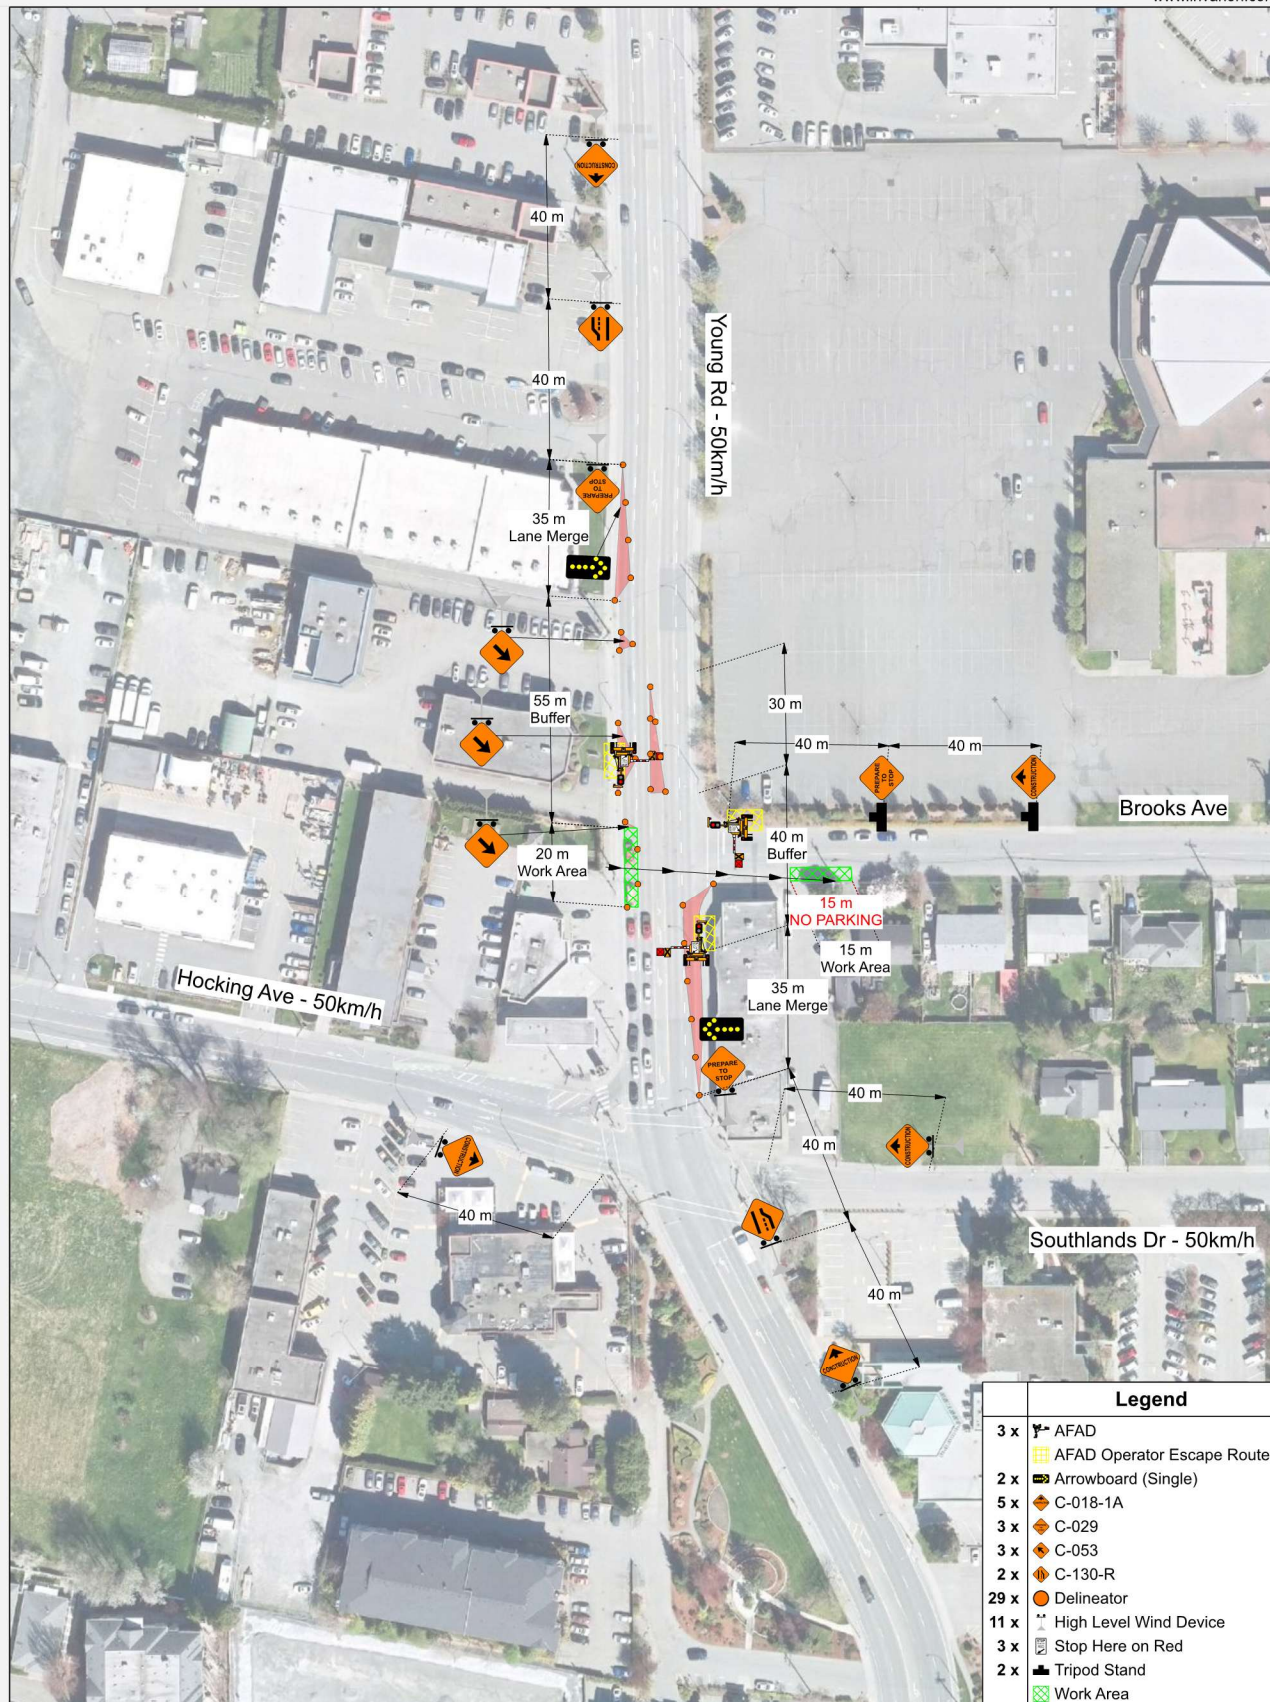 CONSTRUCTION
40 m
40 m
Young Rd - 50km/h
PREPARE
TO
STOP
35 m
Lane Merge
55 m
Buffer
30 m
40 m
40 m
PREPARE
TO
STOP
CONSTRUCTION
Brooks Ave
40 m
Buffer
20 m
Work Area
15 m
NO PARKING
15 m
Work Area
Hocking Ave - 50km/h
35 m
Lane Merge
PREPARE
TO
STOP
40 m
40 m
CONSTRUCTION
CONSTRUCTION
40 m
Southlands Dr - 50km/h
40 m
CONSTRUCTION
Legend
3 x AFAD
AFAD Operator Escape Route
2 x Arrowboard (Single)
5 x C-018-1A
3 x C-029
3 x C-053
2 x C-130-R
29 x Delineator
11 x High Level Wind Device
3 x Stop Here on Red
2 x Tripod Stand
Work Area